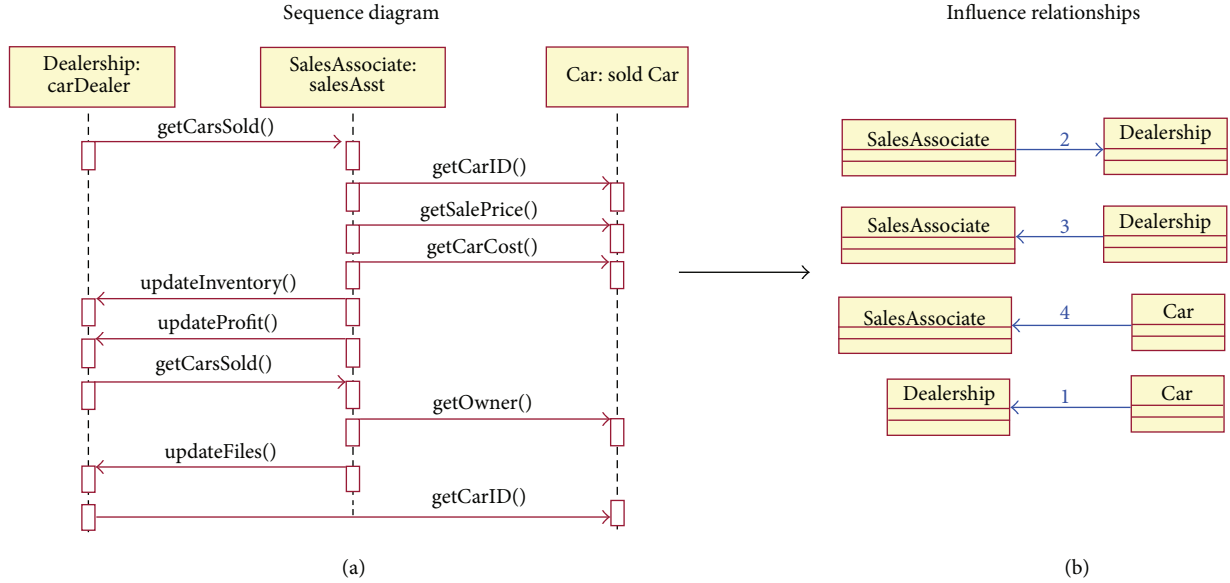 Sequence diagram
Influence relationships
Dealership:
carDealer
SalesAssociate:
salesAsst
Car: sold Car
getCarsSold()
getCarID()
getSalePrice()
getCarCost()
updateInventory()
updateProfit()
getCarsSold()
getOwner()
updateFiles()
getCarID()
SalesAssociate
2
Dealership
SalesAssociate
3
Dealership
SalesAssociate
4
Car
Dealership
1
Car
(a)
(b)